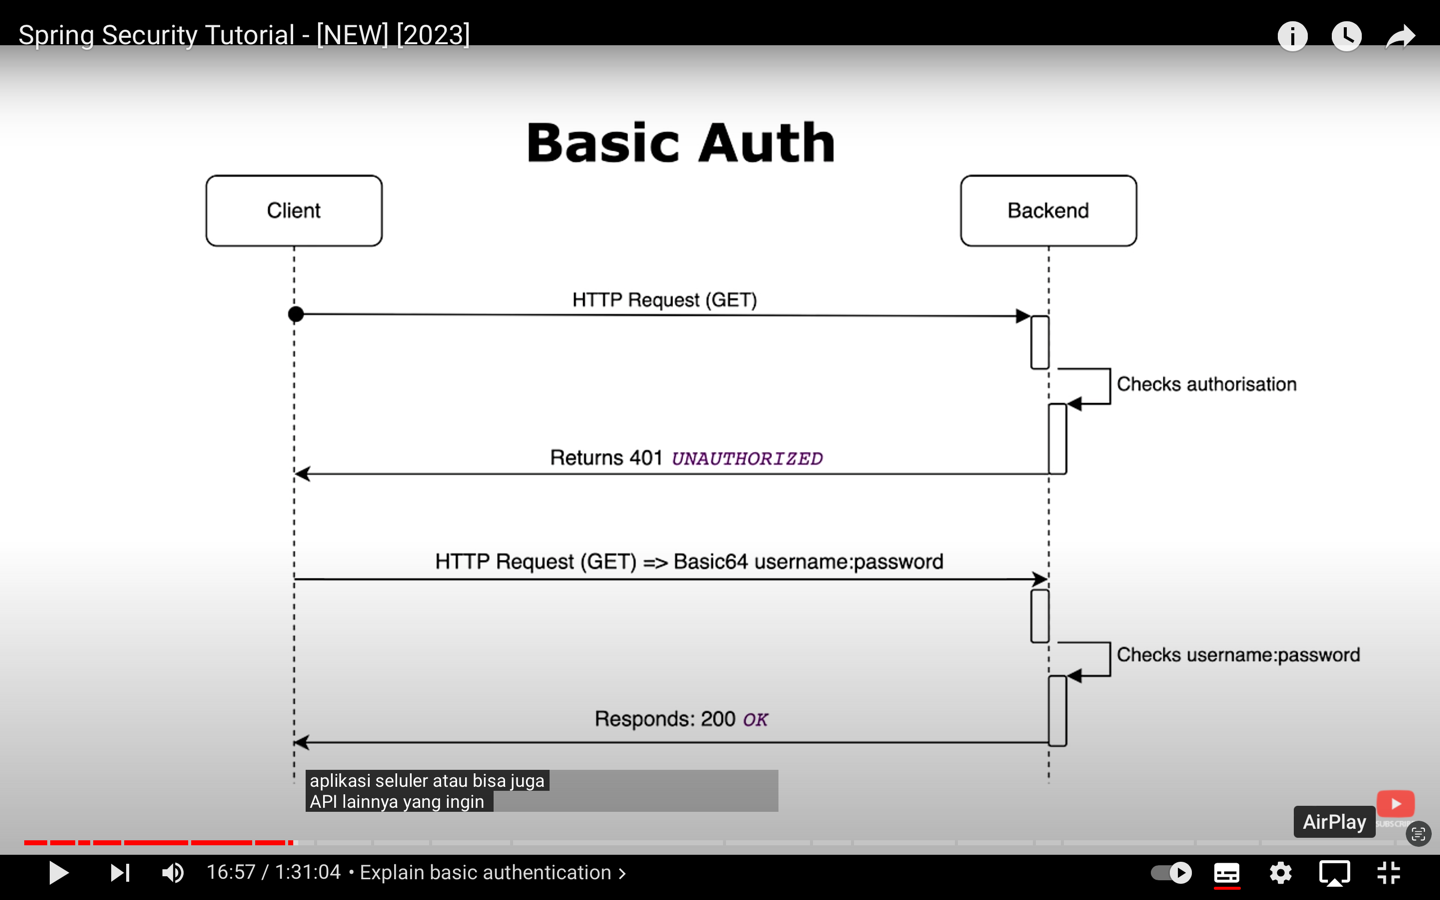 Spring Security Tutorial - [NEW] [2023]
Basic Auth
Client
Backend
HTTP Request (GET)
Checks authorisation
Returns 401 UNAUTHORIZED
HTTP Request (GET) => Basic64 username:password
Checks username:password
Responds: 200 OK
aplikasi seluler atau bisa juga
API lainnya yang ingin
AirPlay
16:57 / 1:31:04 • Explain basic authentication